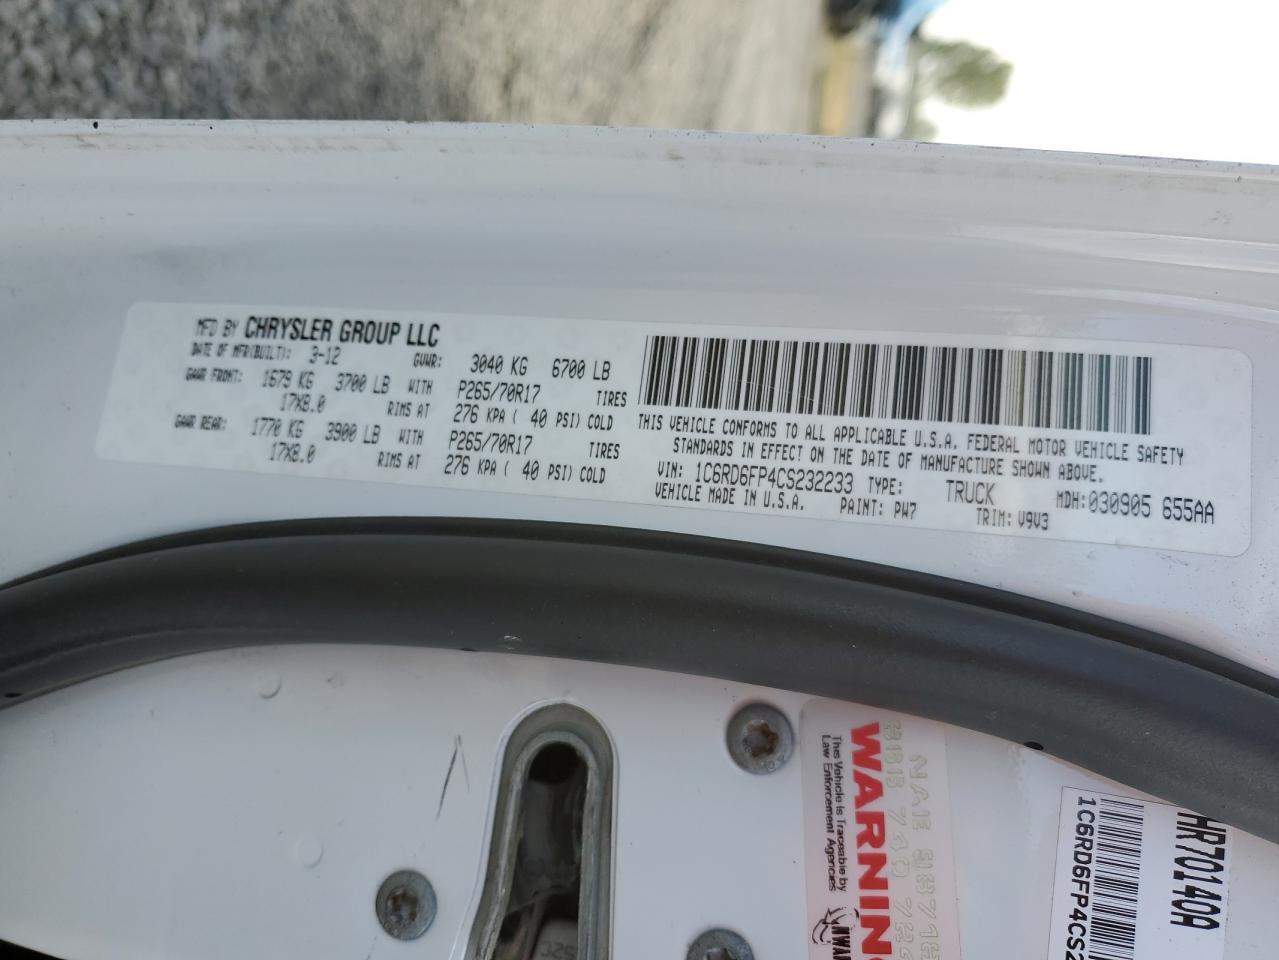 MFD BY CHRYSLER GROUP LLC
DATE OF MFR(BUILT): 3-12 GVWR: 3040 KG 6700 LB
GAWR FRONT: 1679 KG 3700 LB WITH P265/70R17 TIRES
17X8.0 RIMS AT 276 KPA ( 40 PSI) COLD
GAWR REAR: 1770 KG 3900 LB WITH P265/70R17 TIRES
17X8.0 RIMS AT 276 KPA ( 40 PSI) COLD
THIS VEHICLE CONFORMS TO ALL APPLICABLE U.S.A. FEDERAL MOTOR VEHICLE SAFETY
STANDARDS IN EFFECT ON THE DATE OF MANUFACTURE SHOWN ABOVE.
VIN: 1C6RD6FP4CS232233 TYPE: TRUCK MDH:030905 655AA
VEHICLE MADE IN U.S.A. PAINT: PW7 TRIM: V9V3
WARNIN
This Vehicle is Traceable by
Law Enforcement Agencies
NWA
HR70140A
1C6RD6FP4CS2